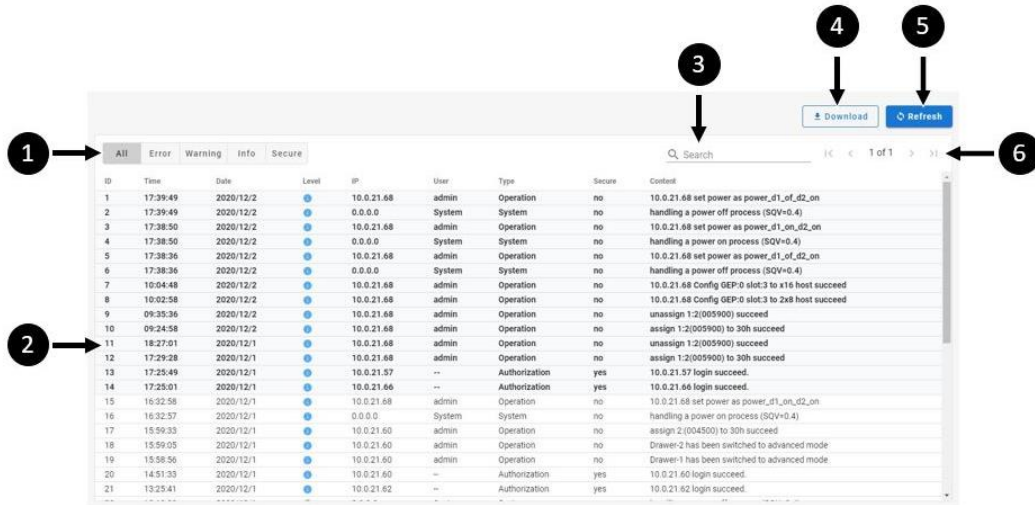 4
5
3
Download
Refresh
1
All Error Warning Info Secure
Search
1 of 1
6
ID Time Date Level IP User Type Secure Content
1 17:39:49 2020/12/2 10.0.21.68 admin Operation no 10.0.21.68 set power as power_d1_of_d2_on
2 17:39:49 2020/12/2 0.0.0.0 System System no handling a power off process (SQV=0.4)
3 17:38:50 2020/12/2 10.0.21.68 admin Operation no 10.0.21.68 set power as power_d1_on_d2_on
4 17:38:50 2020/12/2 0.0.0.0 System System no handling a power on process (SQV=0.4)
5 17:38:36 2020/12/2 10.0.21.68 admin Operation no 10.0.21.68 set power as power_d1_of_d2_on
6 17:38:36 2020/12/2 0.0.0.0 System System no handling a power off process (SQV=0.4)
7 10:04:48 2020/12/2 10.0.21.68 admin Operation no 10.0.21.68 Config GEP:0 slot:3 to x16 host succeed
8 10:02:58 2020/12/2 10.0.21.68 admin Operation no 10.0.21.68 Config GEP:0 slot:3 to 2x8 host succeed
9 09:35:36 2020/12/2 10.0.21.68 admin Operation no unassign 1:2(005900) succeed
10 09:24:58 2020/12/2 10.0.21.68 admin Operation no assign 1:2(005900) to 30h succeed
2
11 18:27:01 2020/12/1 10.0.21.68 admin Operation no unassign 1:2(005900) succeed
12 17:29:28 2020/12/1 10.0.21.68 admin Operation no assign 1:2(005900) to 30h succeed
13 17:25:49 2020/12/1 10.0.21.57 -- Authorization yes 10.0.21.57 login succeed.
14 17:25:01 2020/12/1 10.0.21.66 -- Authorization yes 10.0.21.66 login succeed.
15 16:32:58 2020/12/1 10.0.21.68 admin Operation no 10.0.21.68 set power as power_d1_on_d2_on
16 16:32:57 2020/12/1 0.0.0.0 System System no handling a power on process (SQV=0.4)
17 15:59:33 2020/12/1 10.0.21.60 admin Operation no assign 2:(004500) to 30h succeed
18 15:59:05 2020/12/1 10.0.21.60 admin Operation no Drawer-2 has been switched to advanced mode
19 15:58:56 2020/12/1 10.0.21.60 admin Operation no Drawer-1 has been switched to advanced mode
20 14:51:33 2020/12/1 10.0.21.60 -- Authorization yes 10.0.21.60 login succeed.
21 13:25:41 2020/12/1 10.0.21.62 -- Authorization yes 10.0.21.62 login succeed.